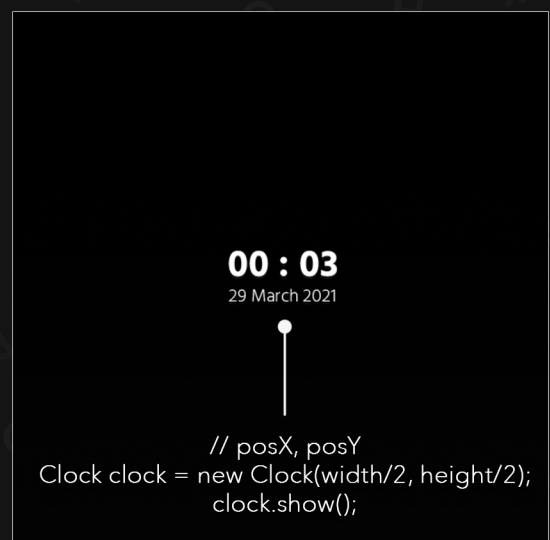 00 : 03
29 March 2021
// posX, posY
Clock clock = new Clock(width/2, height/2);
clock.show();